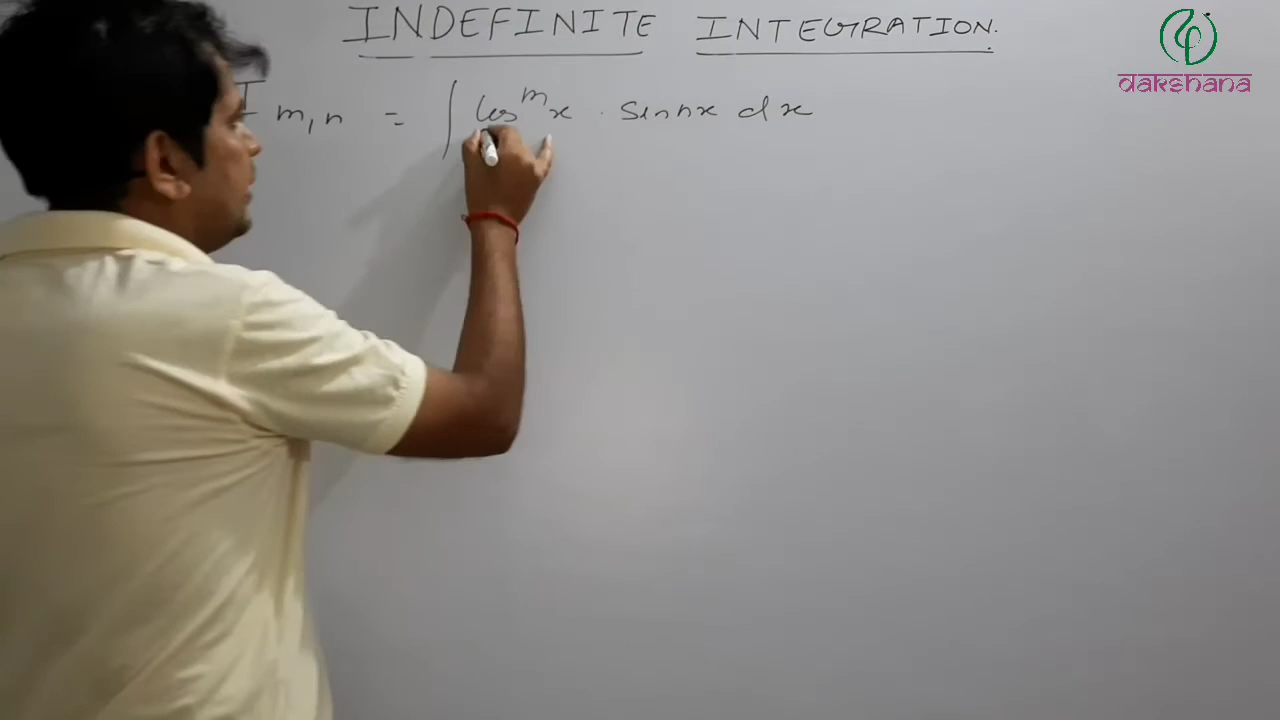 INDEFINITE INTEGRATION.
dakshana
I m,n = ∫ cos^m x · sin nx dx